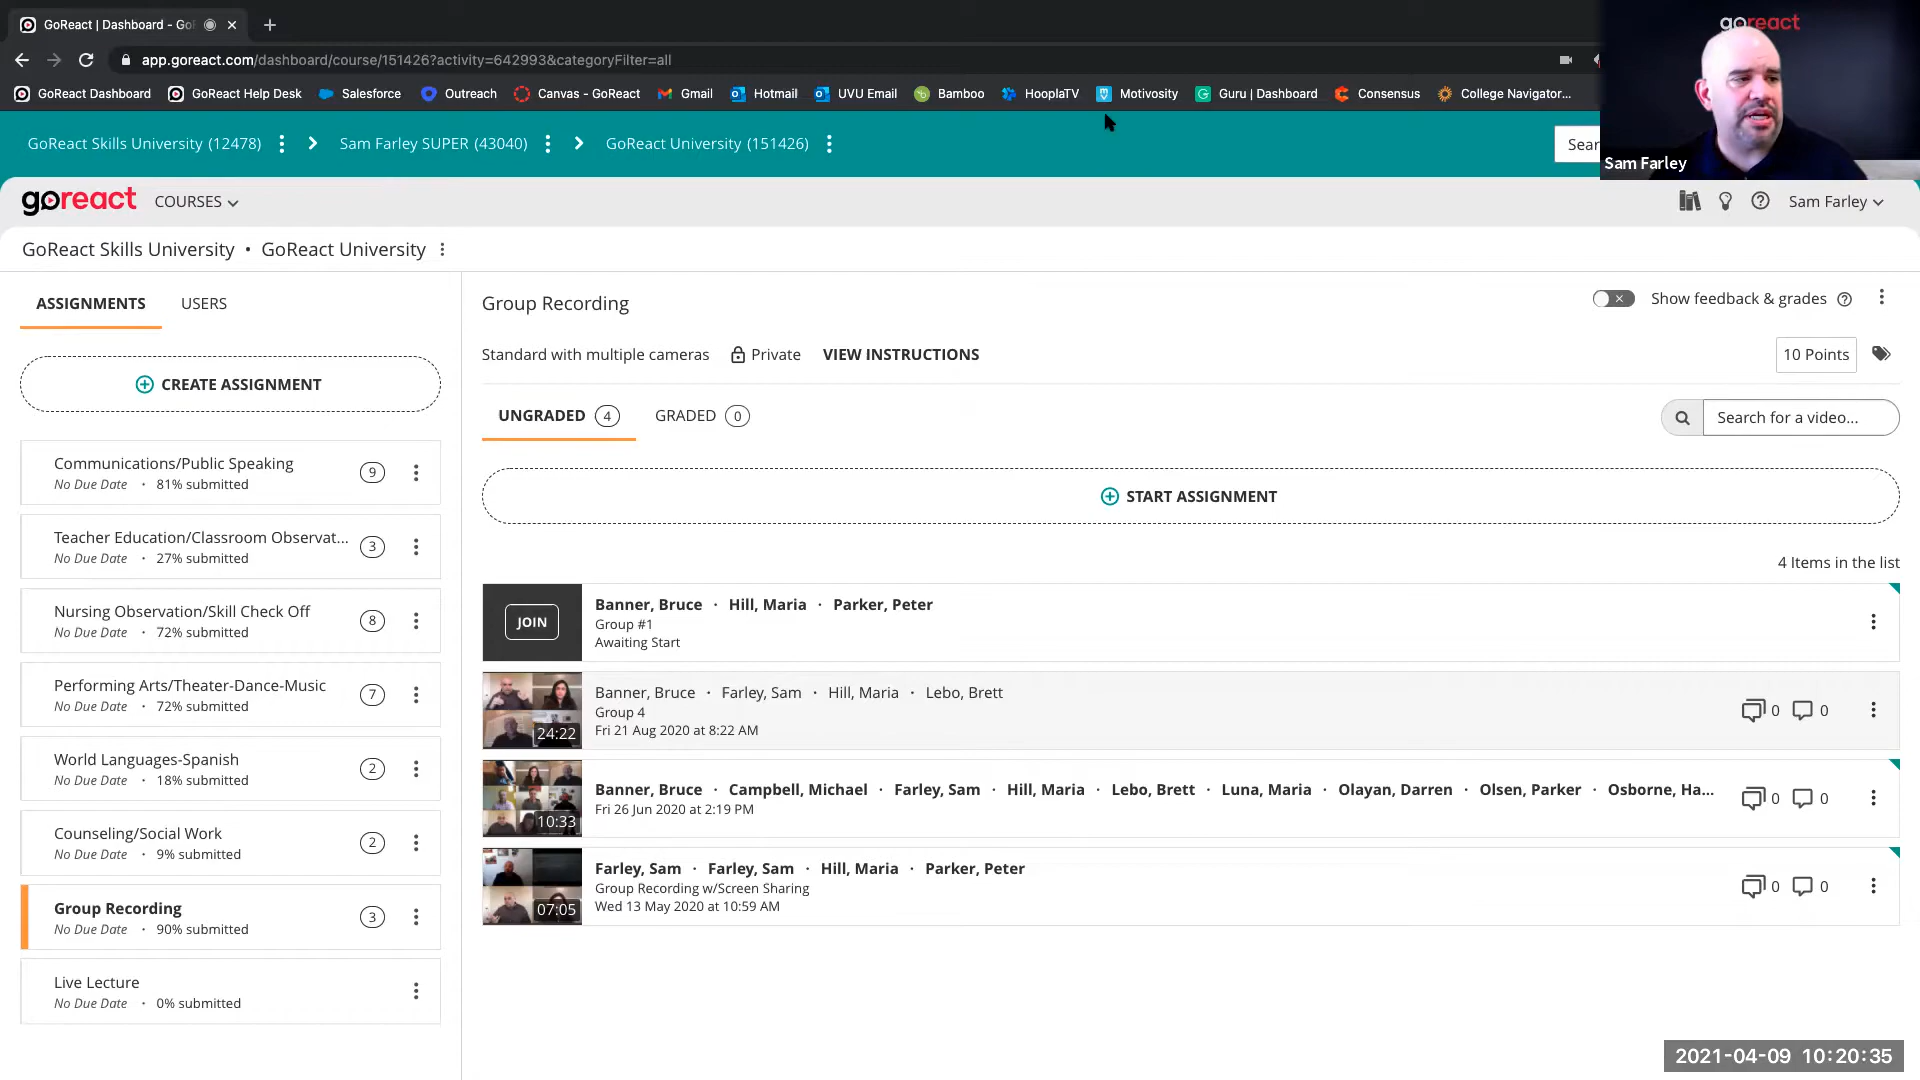 GoReact | Dashboard - Go
app.goreact.com/dashboard/course/151426?activity=642993&categoryFilter=all
GoReact Dashboard GoReact Help Desk Salesforce Outreach Canvas - GoReact Gmail Hotmail UVU Email Bamboo HooplaTV Motivosity Guru | Dashboard Consensus College Navigator...
goreact
Sam Farley
GoReact Skills University (12478) Sam Farley SUPER (43040) GoReact University (151426)
Sear
goreact COURSES Sam Farley
GoReact Skills University • GoReact University
ASSIGNMENTS USERS
CREATE ASSIGNMENT
Communications/Public Speaking 9
No Due Date · 81% submitted
Teacher Education/Classroom Observat... 3
No Due Date · 27% submitted
Nursing Observation/Skill Check Off 8
No Due Date · 72% submitted
Performing Arts/Theater-Dance-Music 7
No Due Date · 72% submitted
World Languages-Spanish 2
No Due Date · 18% submitted
Counseling/Social Work 2
No Due Date · 9% submitted
Group Recording 3
No Due Date · 90% submitted
Live Lecture
No Due Date · 0% submitted
Group Recording Show feedback & grades
Standard with multiple cameras Private VIEW INSTRUCTIONS 10 Points
UNGRADED 4 GRADED 0 Search for a video...
START ASSIGNMENT
4 Items in the list
JOIN
Banner, Bruce · Hill, Maria · Parker, Peter
Group #1
Awaiting Start
24:22
Banner, Bruce · Farley, Sam · Hill, Maria · Lebo, Brett
Group 4
Fri 21 Aug 2020 at 8:22 AM
0 0
10:33
Banner, Bruce · Campbell, Michael · Farley, Sam · Hill, Maria · Lebo, Brett · Luna, Maria · Olayan, Darren · Olsen, Parker · Osborne, Ha...
Fri 26 Jun 2020 at 2:19 PM
0 0
07:05
Farley, Sam · Farley, Sam · Hill, Maria · Parker, Peter
Group Recording w/Screen Sharing
Wed 13 May 2020 at 10:59 AM
0 0
2021-04-09 10:20:35